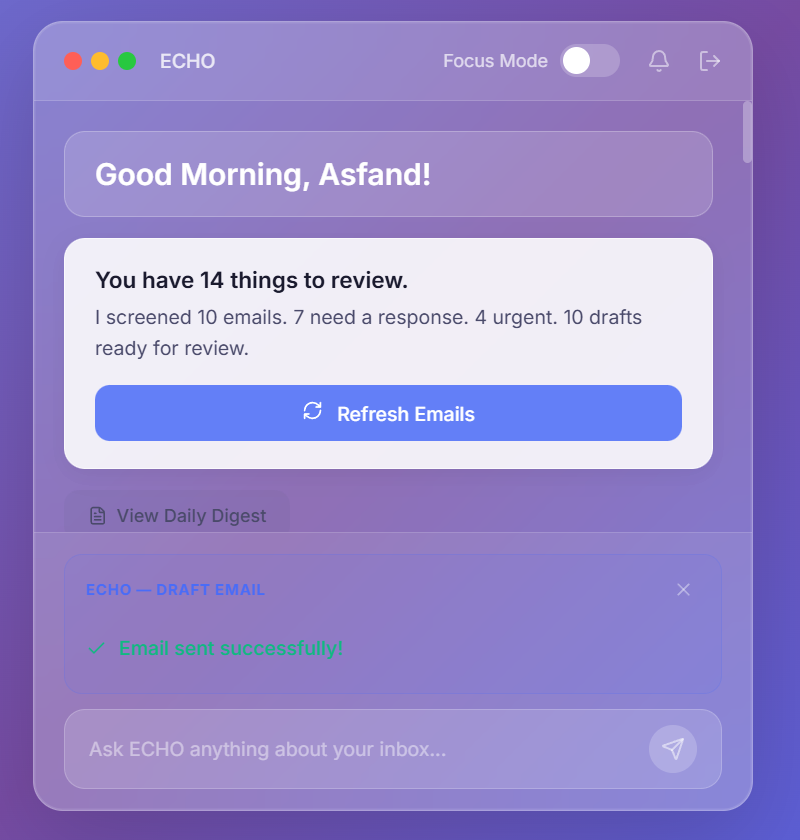 ECHO
Focus Mode
Good Morning, Asfand!
You have 14 things to review.
I screened 10 emails. 7 need a response. 4 urgent. 10 drafts
ready for review.
Refresh Emails
View Daily Digest
ECHO — DRAFT EMAIL
Email sent successfully!
Ask ECHO anything about your inbox...